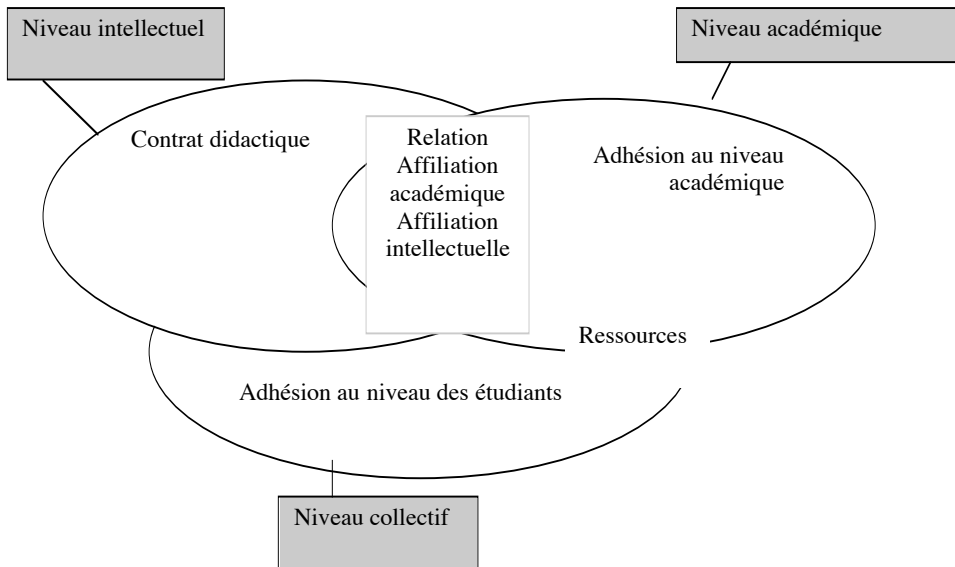 Niveau intellectuel
Niveau académique
Contrat didactique
Relation
Affiliation
académique
Affiliation
intellectuelle
Adhésion au niveau
académique
Ressources
Adhésion au niveau des étudiants
Niveau collectif